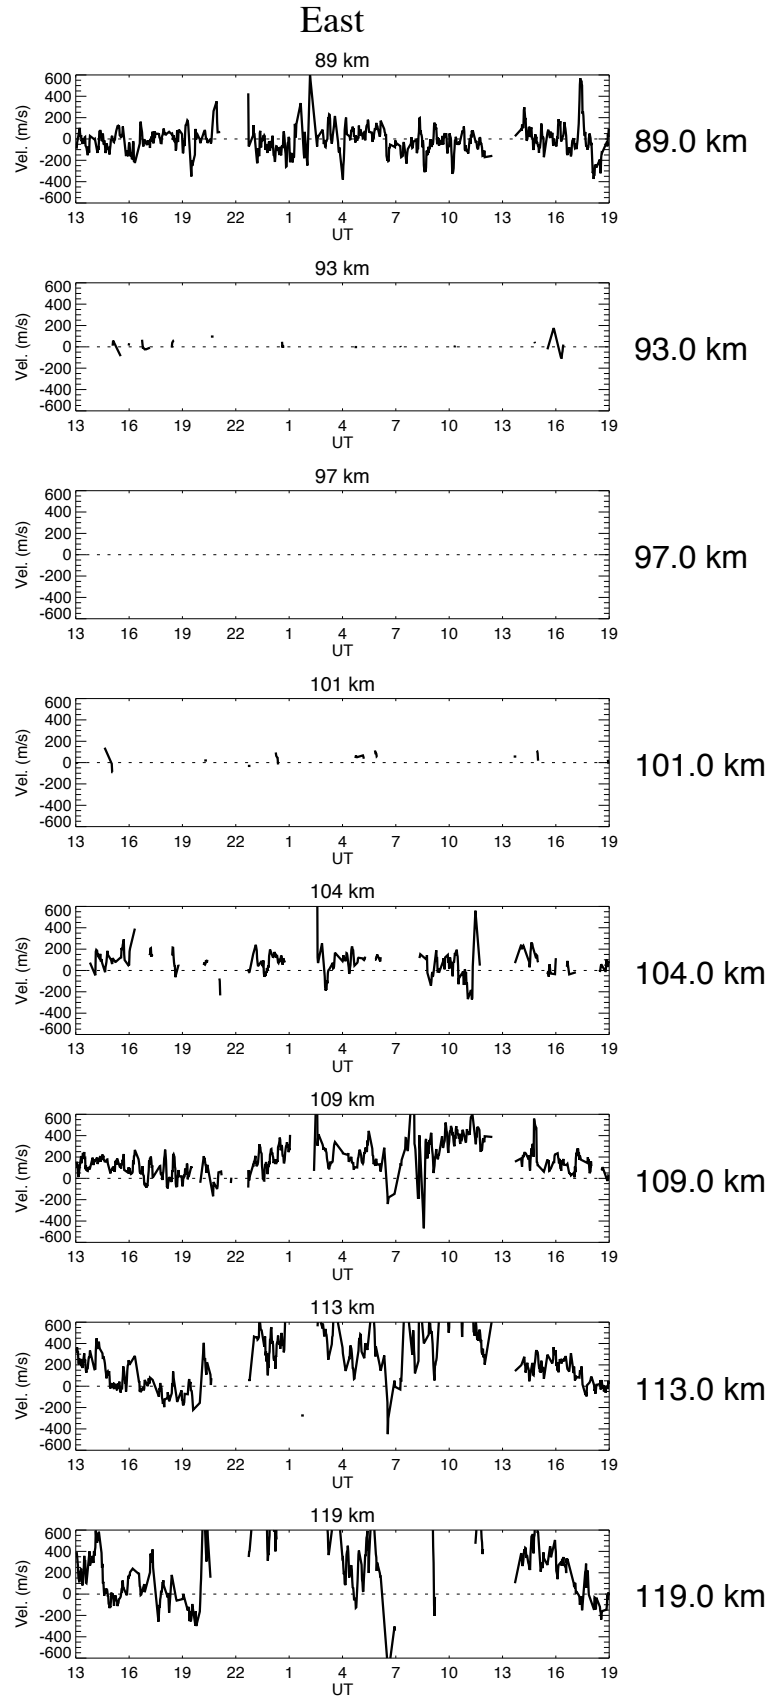 East
89 km
600
400
200
0
-200
-400
-600
Vel. (m/s)
13 16 19 22 1 4 7 10 13 16 19
UT
89.0 km
93 km
600
400
200
0
-200
-400
-600
Vel. (m/s)
13 16 19 22 1 4 7 10 13 16 19
UT
93.0 km
97 km
600
400
200
0
-200
-400
-600
Vel. (m/s)
13 16 19 22 1 4 7 10 13 16 19
UT
97.0 km
101 km
600
400
200
0
-200
-400
-600
Vel. (m/s)
13 16 19 22 1 4 7 10 13 16 19
UT
101.0 km
104 km
600
400
200
0
-200
-400
-600
Vel. (m/s)
13 16 19 22 1 4 7 10 13 16 19
UT
104.0 km
109 km
600
400
200
0
-200
-400
-600
Vel. (m/s)
13 16 19 22 1 4 7 10 13 16 19
UT
109.0 km
113 km
600
400
200
0
-200
-400
-600
Vel. (m/s)
13 16 19 22 1 4 7 10 13 16 19
UT
113.0 km
119 km
600
400
200
0
-200
-400
-600
Vel. (m/s)
13 16 19 22 1 4 7 10 13 16 19
UT
119.0 km